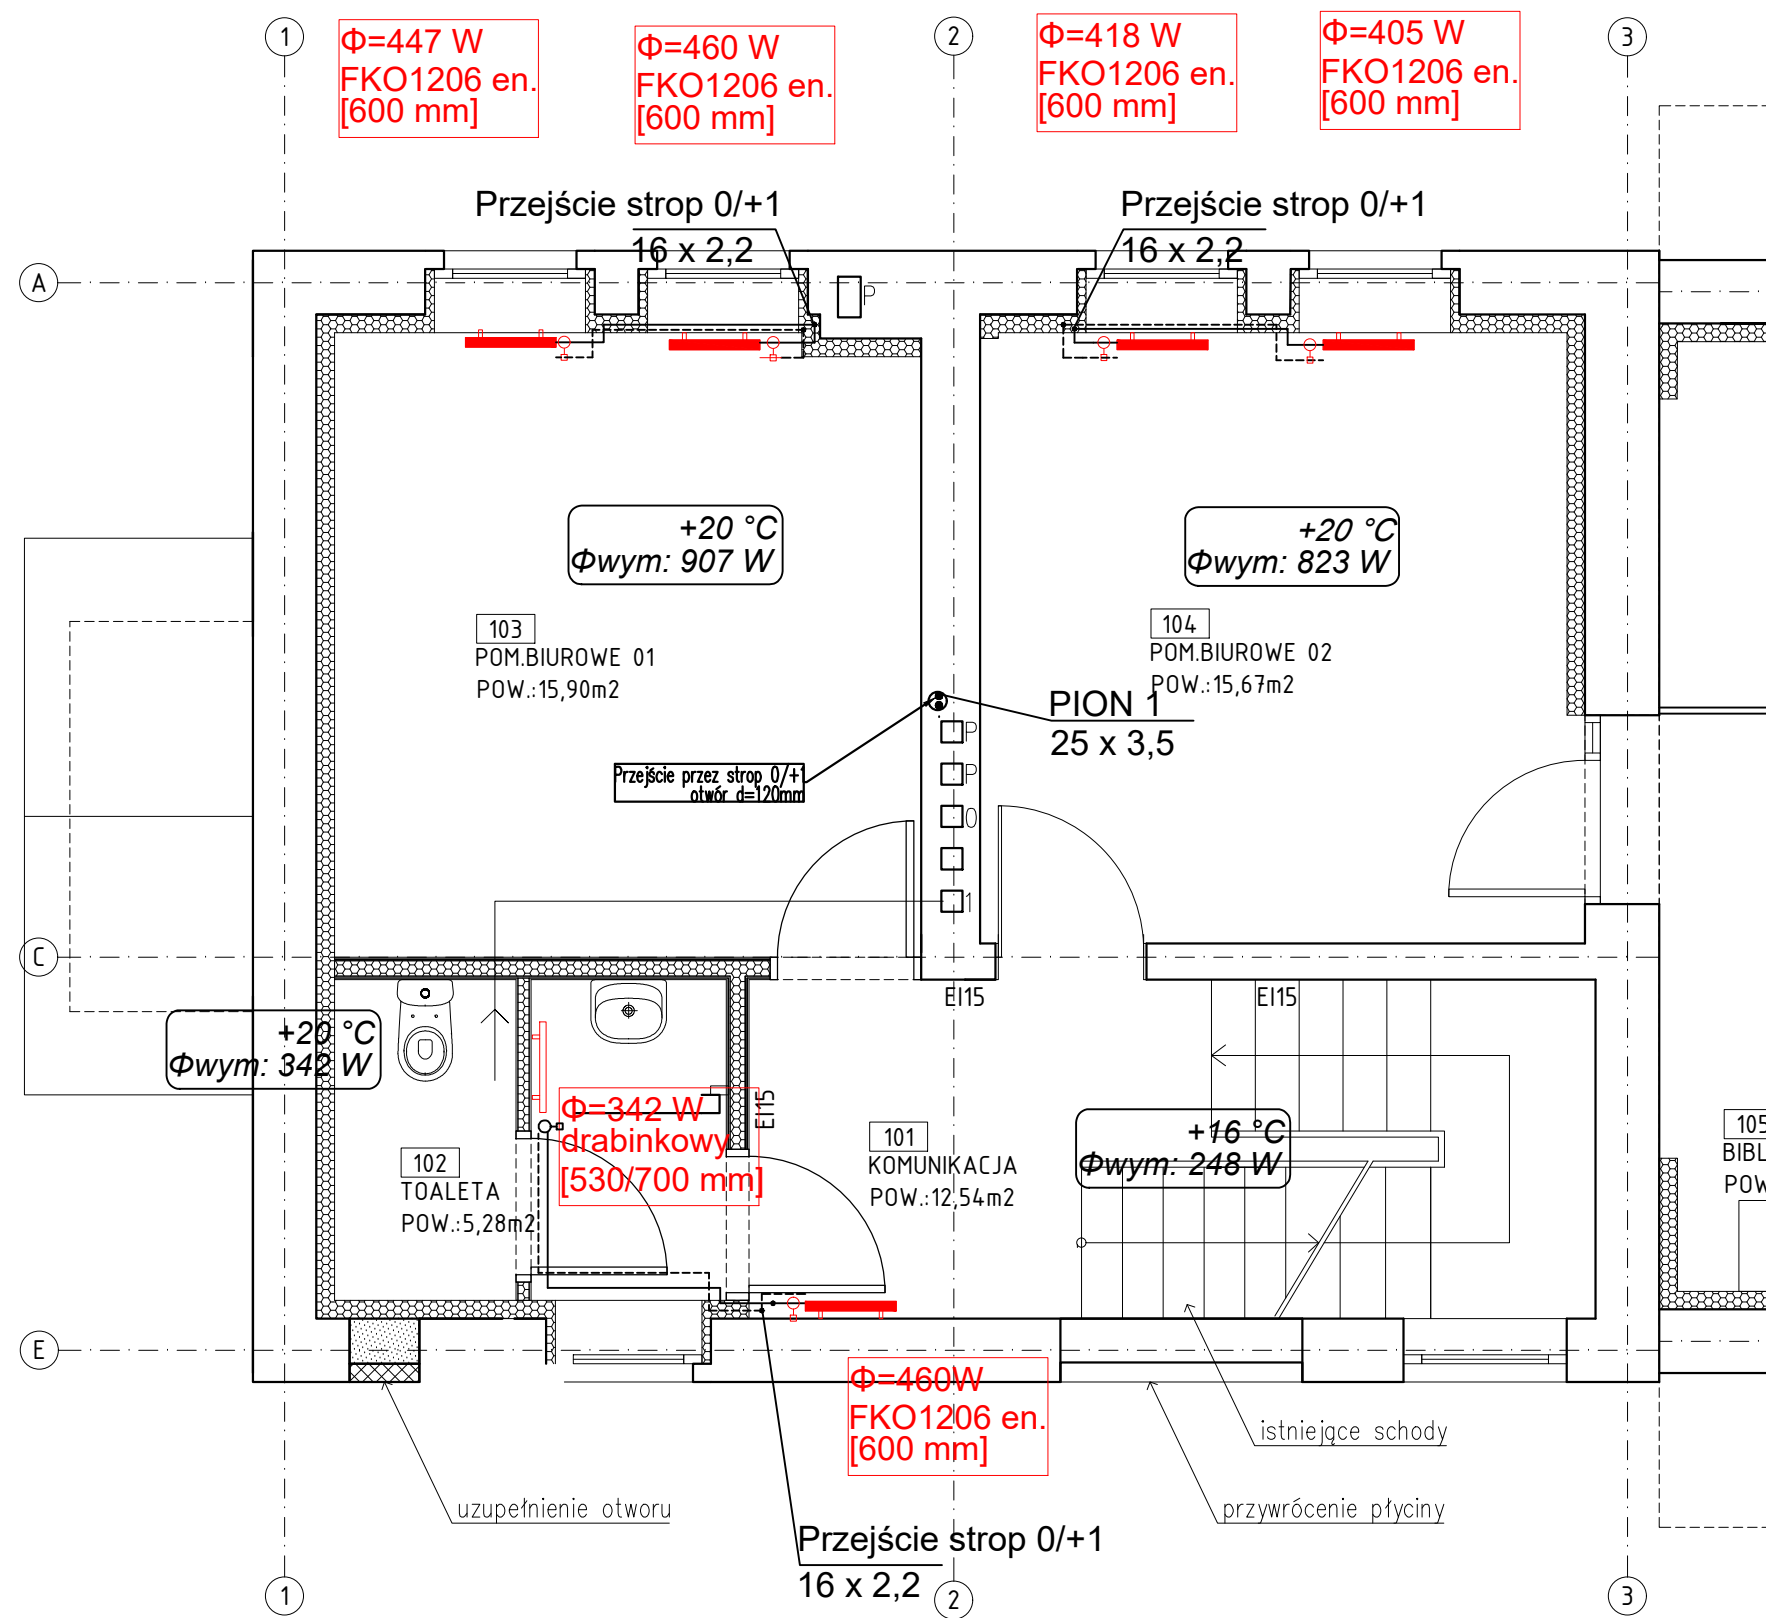 1
Φ=447 W
FKO1206 en.
[600 mm]
Φ=460 W
FKO1206 en.
[600 mm]
2
Φ=418 W
FKO1206 en.
[600 mm]
Φ=405 W
FKO1206 en.
[600 mm]
3
Przejście strop 0/+1
16 x 2,2
Przejście strop 0/+1
16 x 2,2
A
P
+20 °C
Φwym: 907 W
+20 °C
Φwym: 823 W
103
POM.BIUROWE 01
POW.:15,90m2
104
POM.BIUROWE 02
POW.:15,67m2
PION 1
25 x 3,5
Przejście przez strop 0/+1
otwór d=120mm
P
P
0
1
C
EI15
EI15
+20 °C
Φwym: 342 W
Φ=342 W
drabinkowy
[530/700 mm]
EI15
102
TOALETA
POW.:5,28m2
101
KOMUNIKACJA
POW.:12,54m2
+16 °C
Φwym: 248 W
105
BIBL
POW
E
Φ=460W
FKO1206 en.
[600 mm]
istniejące schody
uzupełnienie otworu
przywrócenie płyciny
Przejście strop 0/+1
16 x 2,2
1
2
3